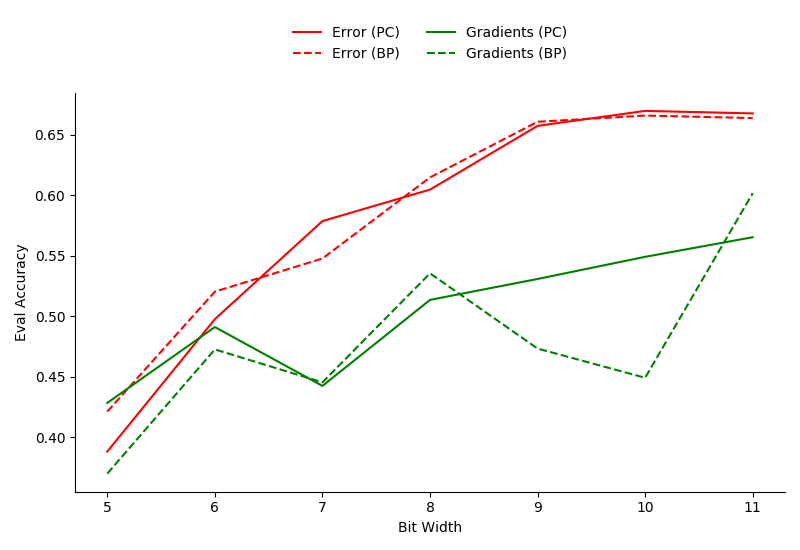 Error (PC)
Error (BP)
Gradients (PC)
Gradients (BP)
Eval Accuracy
0.65
0.60
0.55
0.50
0.45
0.40
5 6 7 8 9 10 11
Bit Width